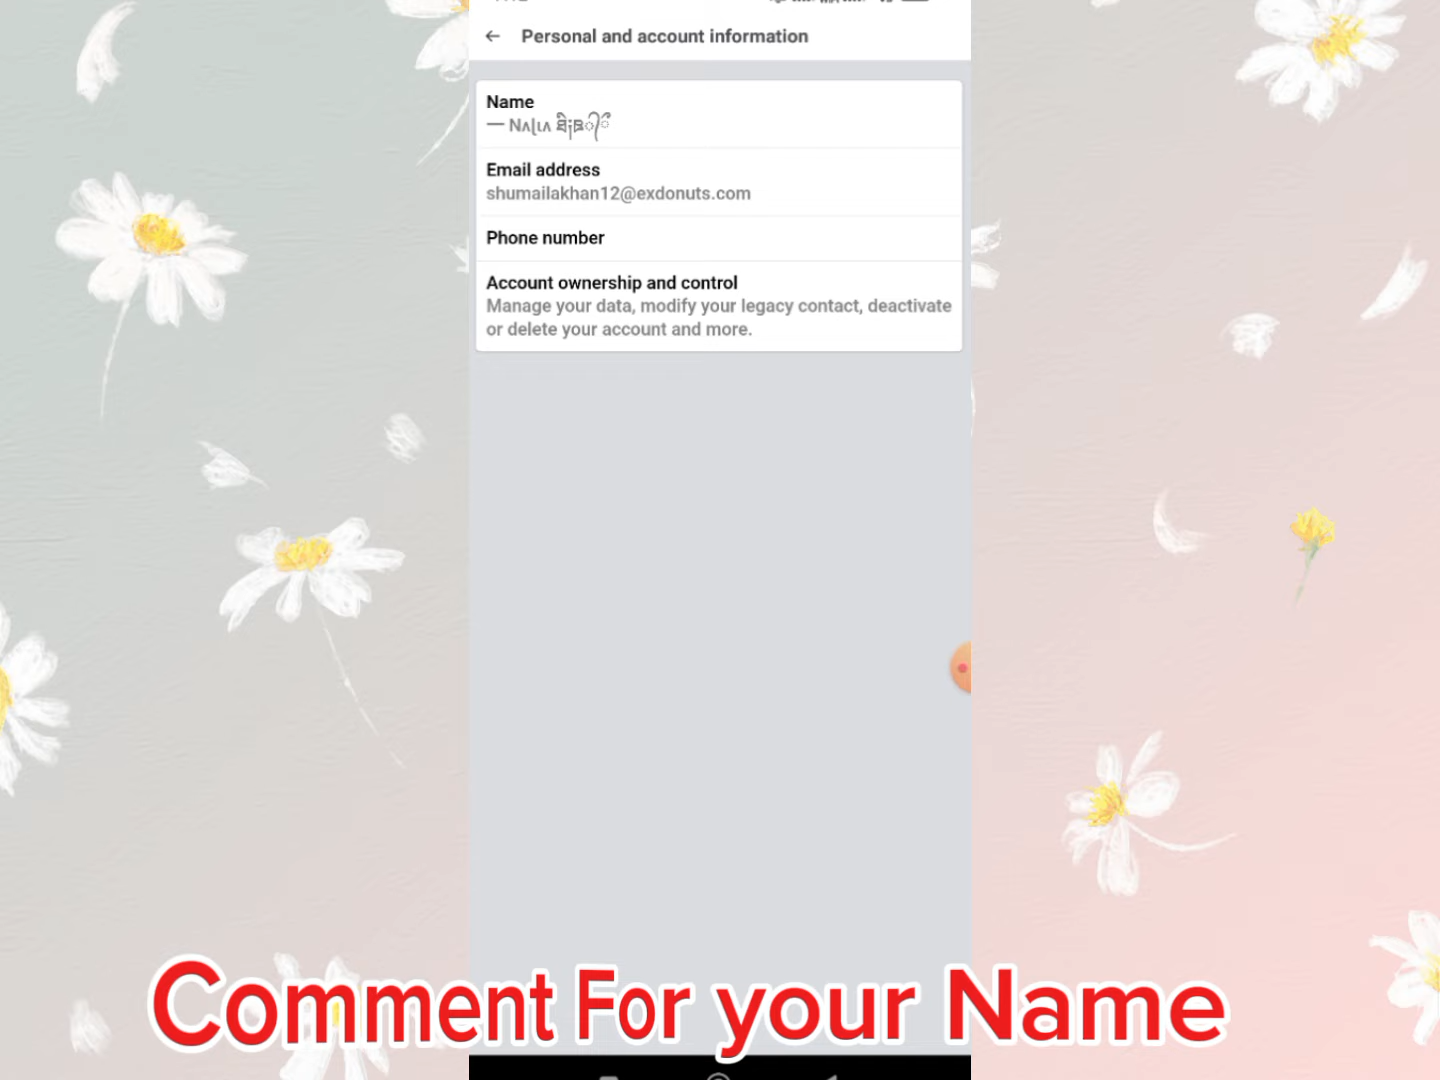 Personal and account information
Name
Email address
shumailakhan12@exdonuts.com
Phone number
Account ownership and control
Manage your data, modify your legacy contact, deactivate
or delete your account and more.
Comment For your Name